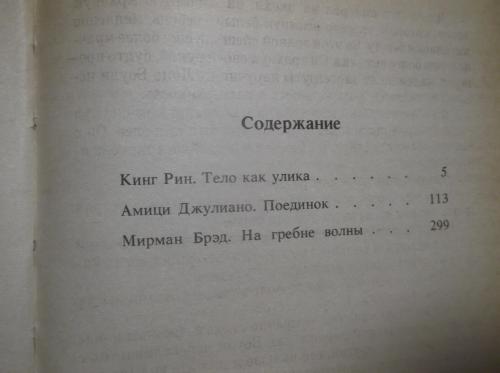 Содержание
Кинг Рин. Тело как улика . . . . . . 5
Амици Джулиано. Поединок . . . . . 113
Мирман Брэд. На гребне волны . . . 299